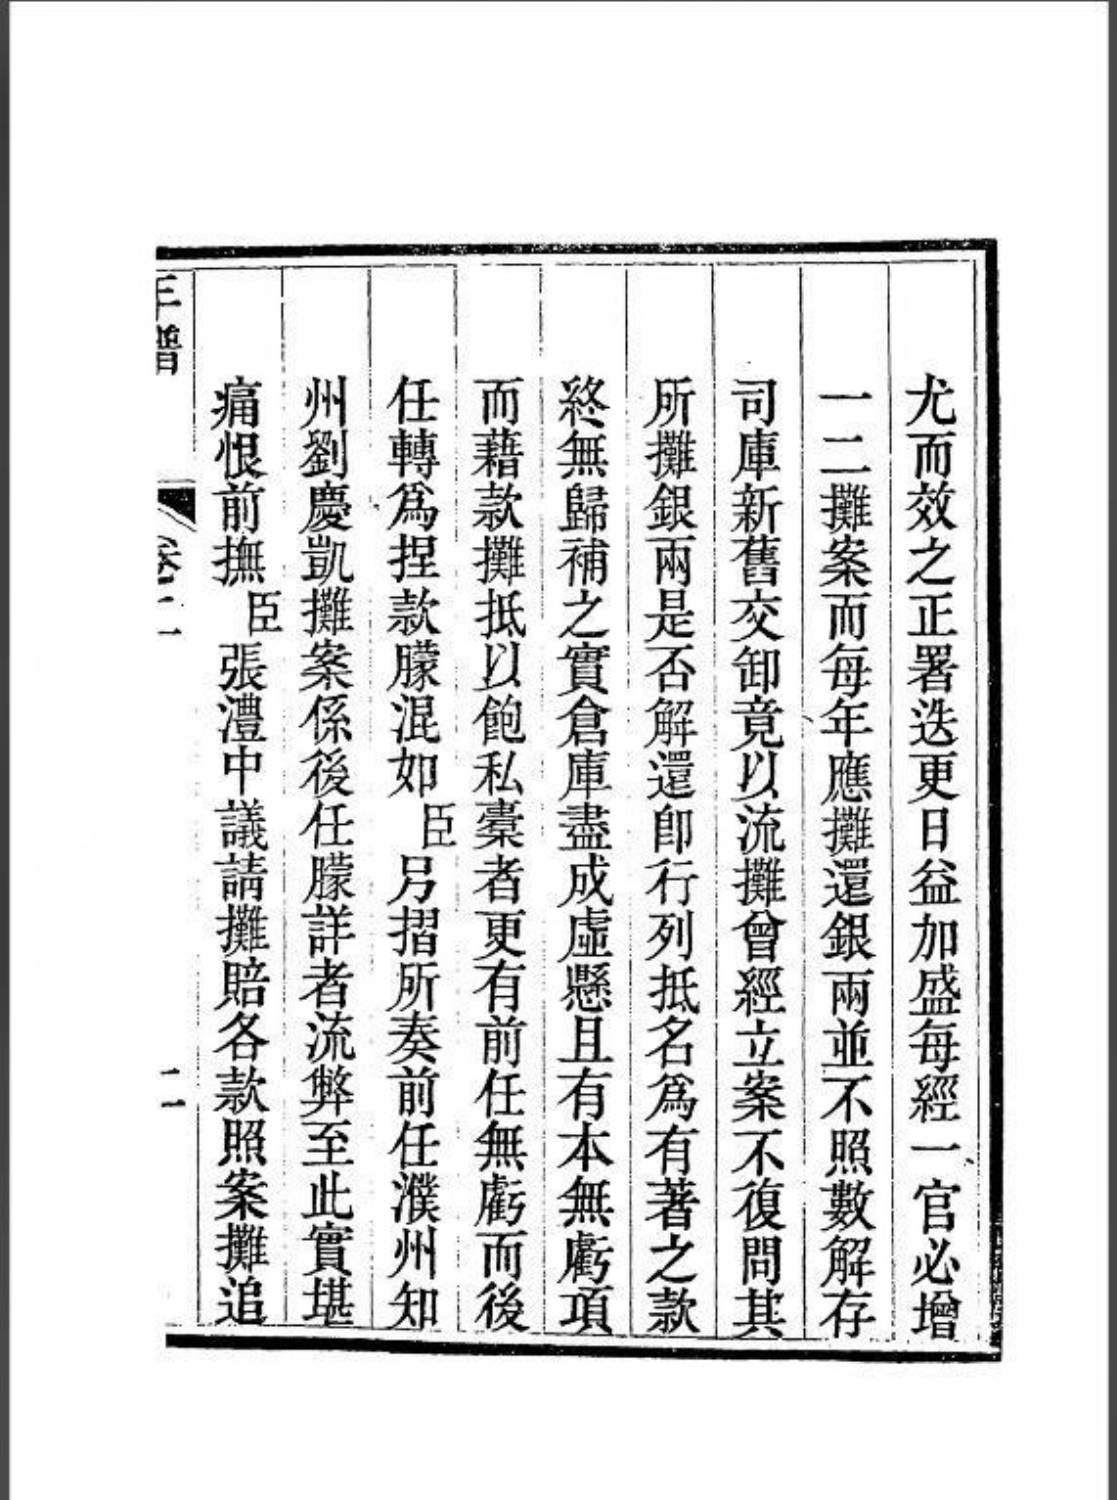 尤而效之正署迭更日益加盛每經一官必增
一二攤案而每年應攤還銀兩並不照數解存
司庫新舊交卸竟以流攤曾經立案不復問其
所攤銀兩是否解還卽行列抵名爲有著之款
終無歸補之實倉庫盡成虛懸且有本無虧項
而藉款攤抵以飽私橐者更有前任無虧而後
任轉爲捏款朦混如臣另摺所奏前任濮州知
州劉慶凱攤案係後任朦詳者流弊至此實堪
痛恨前撫臣張澧中議請攤賠各款照案攤追
年譜 卷二 二